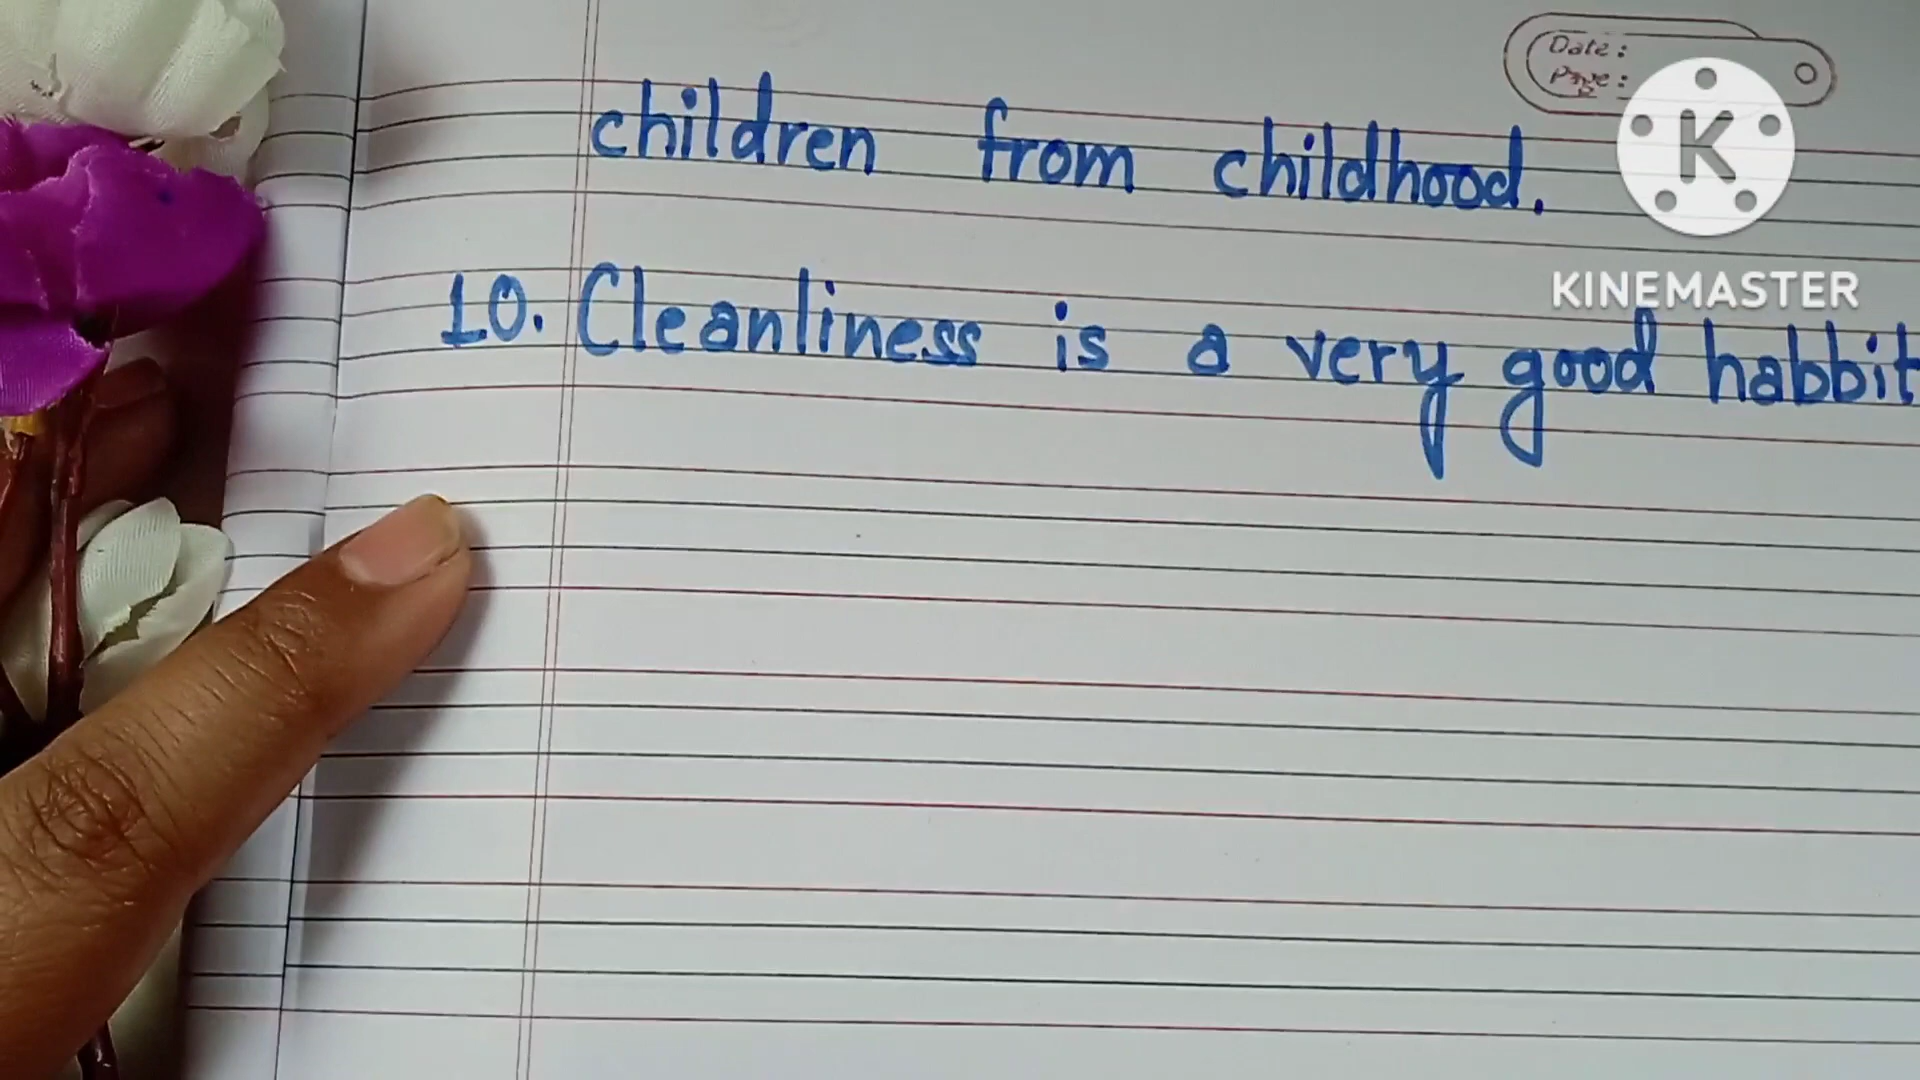 Date:
Page:
children from childhood.
10. Cleanliness is a very good habbit
KINEMASTER